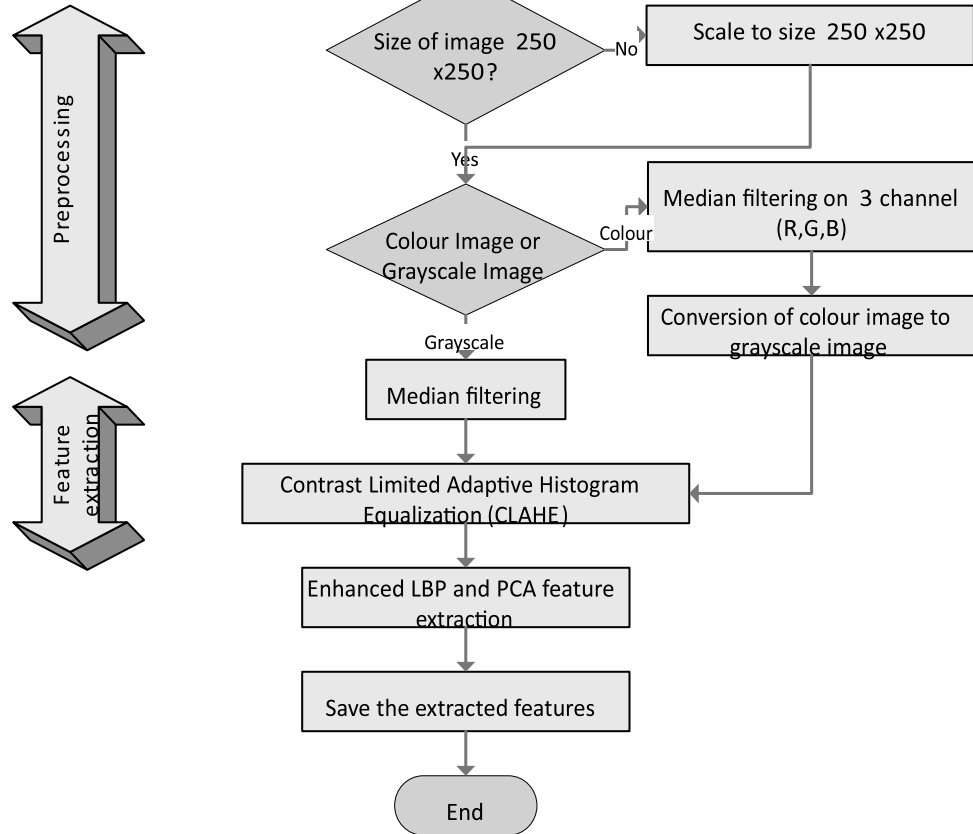 Size of image 250
x250?
No
Scale to size 250 x250
Yes
Preprocessing
Colour Image or
Grayscale Image
Colour
Median filtering on 3 channel
(R,G,B)
Conversion of colour image to
grayscale image
Grayscale
Median filtering
Feature
extraction
Contrast Limited Adaptive Histogram
Equalization (CLAHE)
Enhanced LBP and PCA feature
extraction
Save the extracted features
End